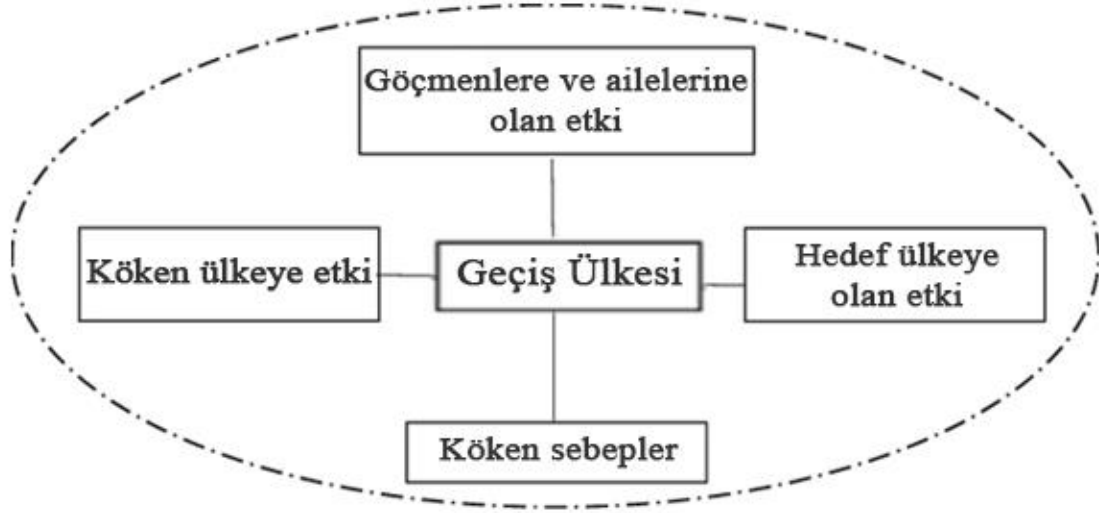 Göçmenlere ve ailelerine
olan etki
Köken ülkeye etki
Geçiş Ülkesi
Hedef ülkeye
olan etki
Köken sebepler